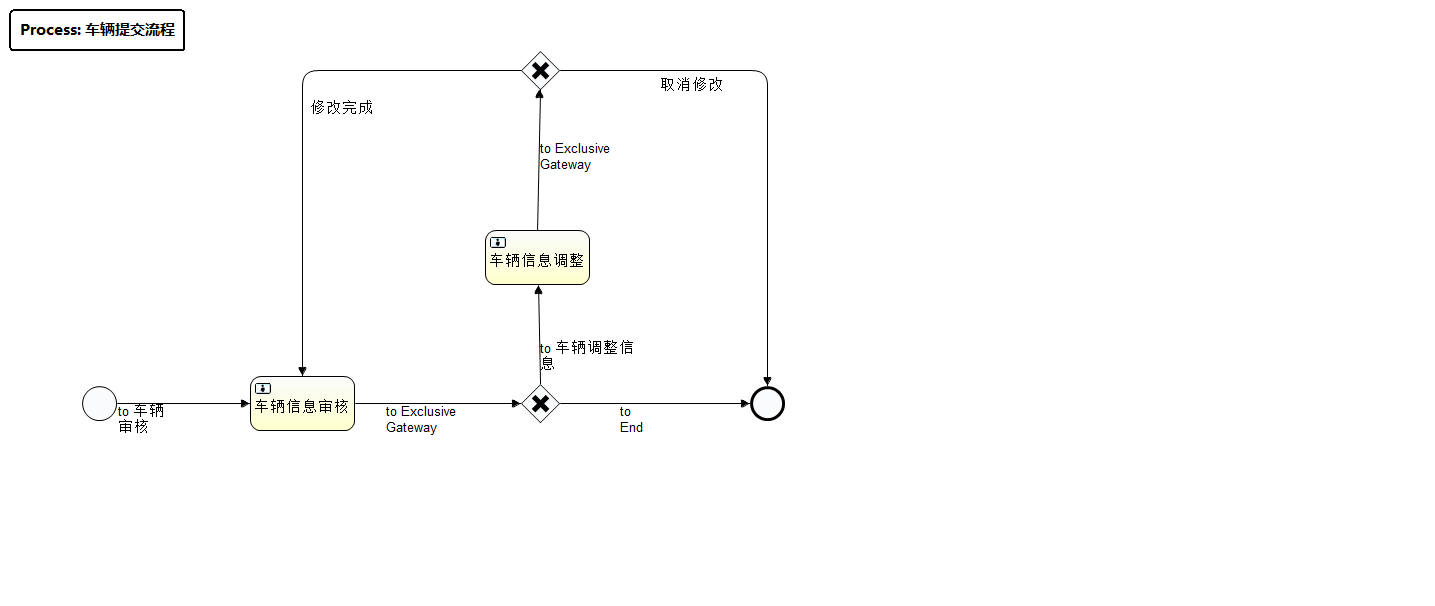 Process: 车辆提交流程
取消修改
修改完成
to Exclusive
Gateway
车辆信息调整
to 车辆调整信
息
车辆信息审核
to 车辆
审核
to Exclusive
Gateway
to
End